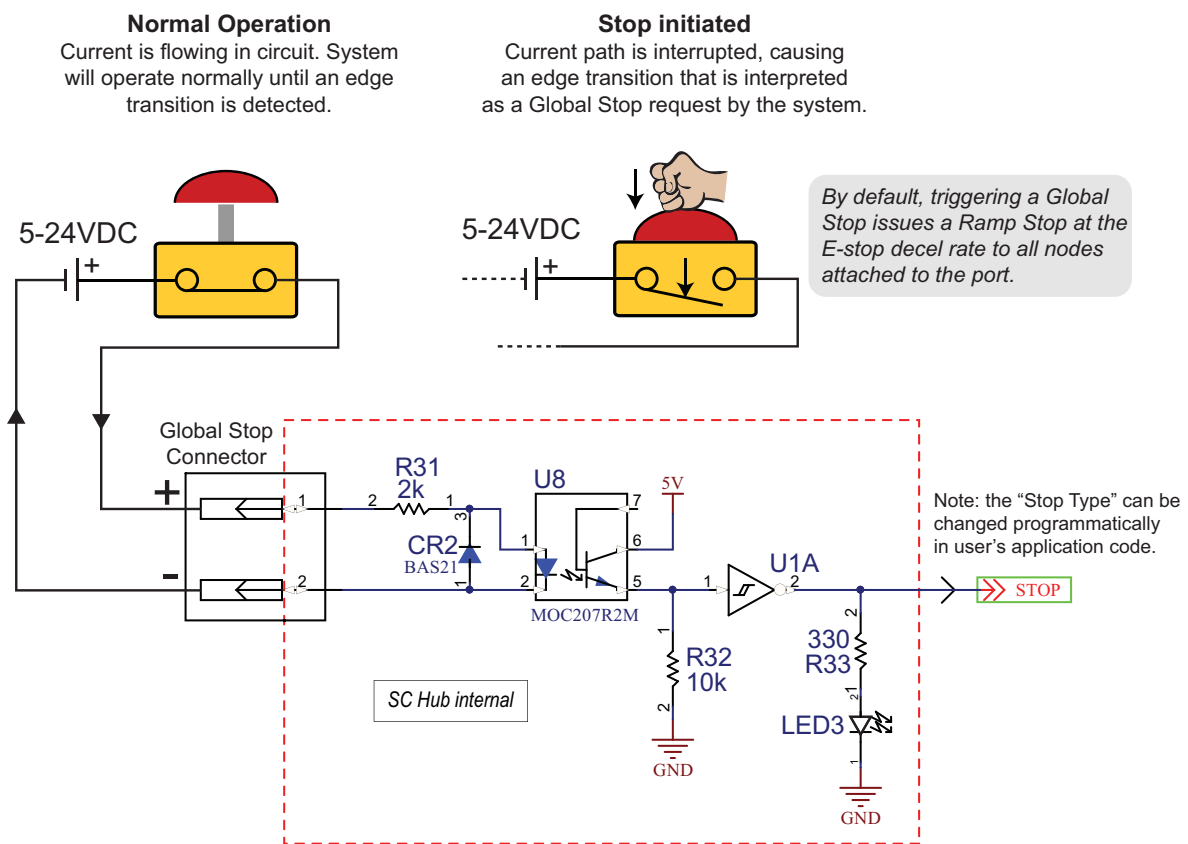 Normal Operation
Current is flowing in circuit. System
will operate normally until an edge
transition is detected.
Stop initiated
Current path is interrupted, causing
an edge transition that is interpreted
as a Global Stop request by the system.
5-24VDC
+
5-24VDC
+
By default, triggering a Global
Stop issues a Ramp Stop at the
E-stop decel rate to all nodes
attached to the port.
Global Stop
Connector
+
1
-
2
R31
2k
2
1
3
CR2
BAS21
1
U8
1
2
7
6
5
MOC207R2M
5V
1
R32
10k
2
GND
U1A
1
2
2
330
R33
1
2
LED3
1
GND
SC Hub internal
Note: the “Stop Type” can be
changed programmatically
in user’s application code.
STOP